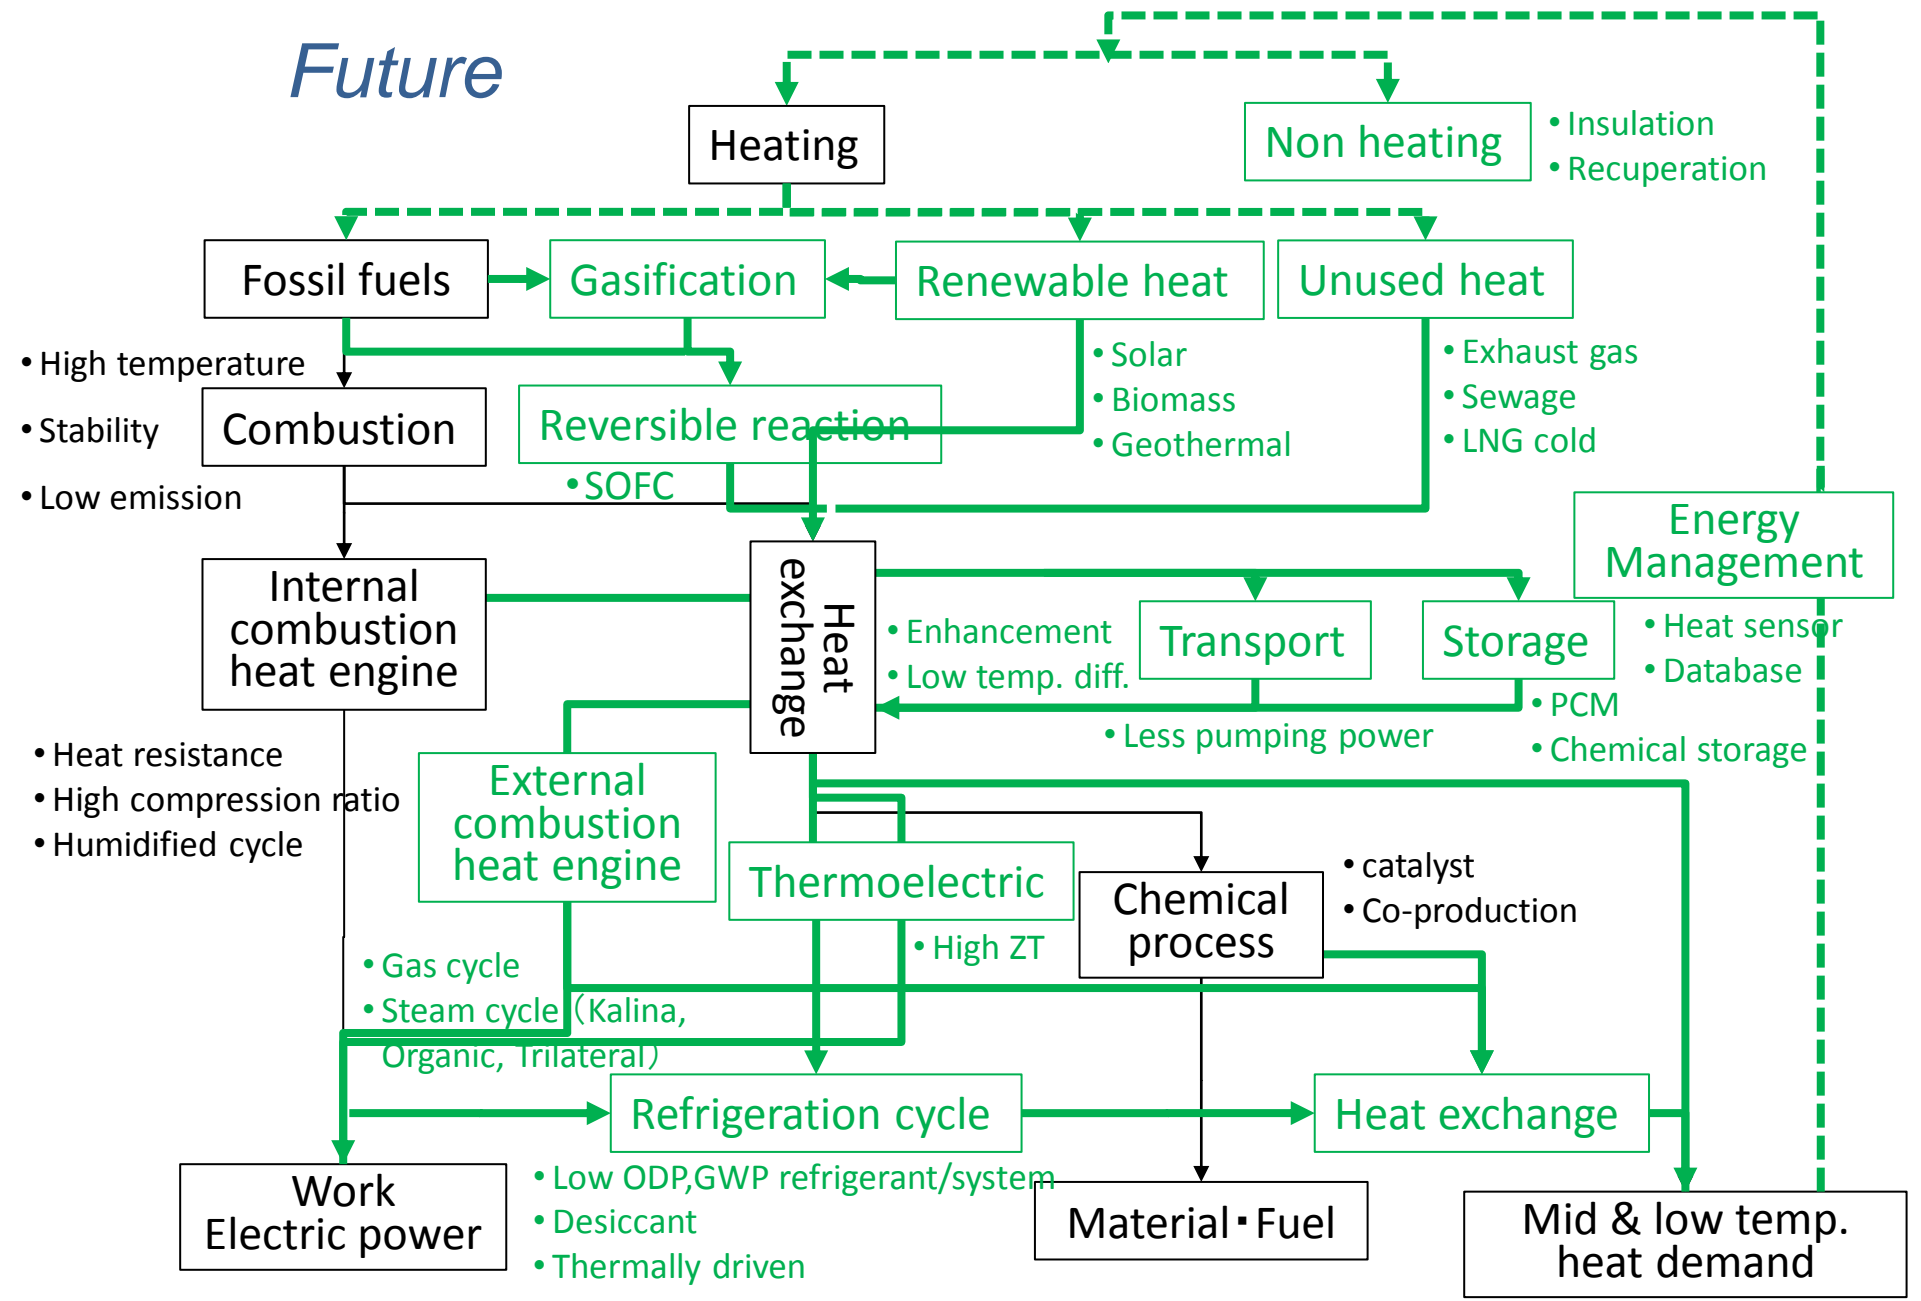 Future
Heating
Non heating
• Insulation
• Recuperation
Fossil fuels
Gasification
Renewable heat
Unused heat
• High temperature
• Stability
• Low emission
Combustion
Reversible reaction
• SOFC
• Solar
• Biomass
• Geothermal
• Exhaust gas
• Sewage
• LNG cold
Energy
Management
• Heat sensor
• Database
Internal
combustion
heat engine
Heat
exchange
• Enhancement
• Low temp. diff.
Transport
Storage
• Less pumping power
• PCM
• Chemical storage
• Heat resistance
• High compression ratio
• Humidified cycle
External
combustion
heat engine
Thermoelectric
• High ZT
Chemical
process
• catalyst
• Co-production
• Gas cycle
• Steam cycle（Kalina,
Organic, Trilateral）
Refrigeration cycle
Heat exchange
Work
Electric power
• Low ODP,GWP refrigerant/system
• Desiccant
• Thermally driven
Material・Fuel
Mid & low temp.
heat demand